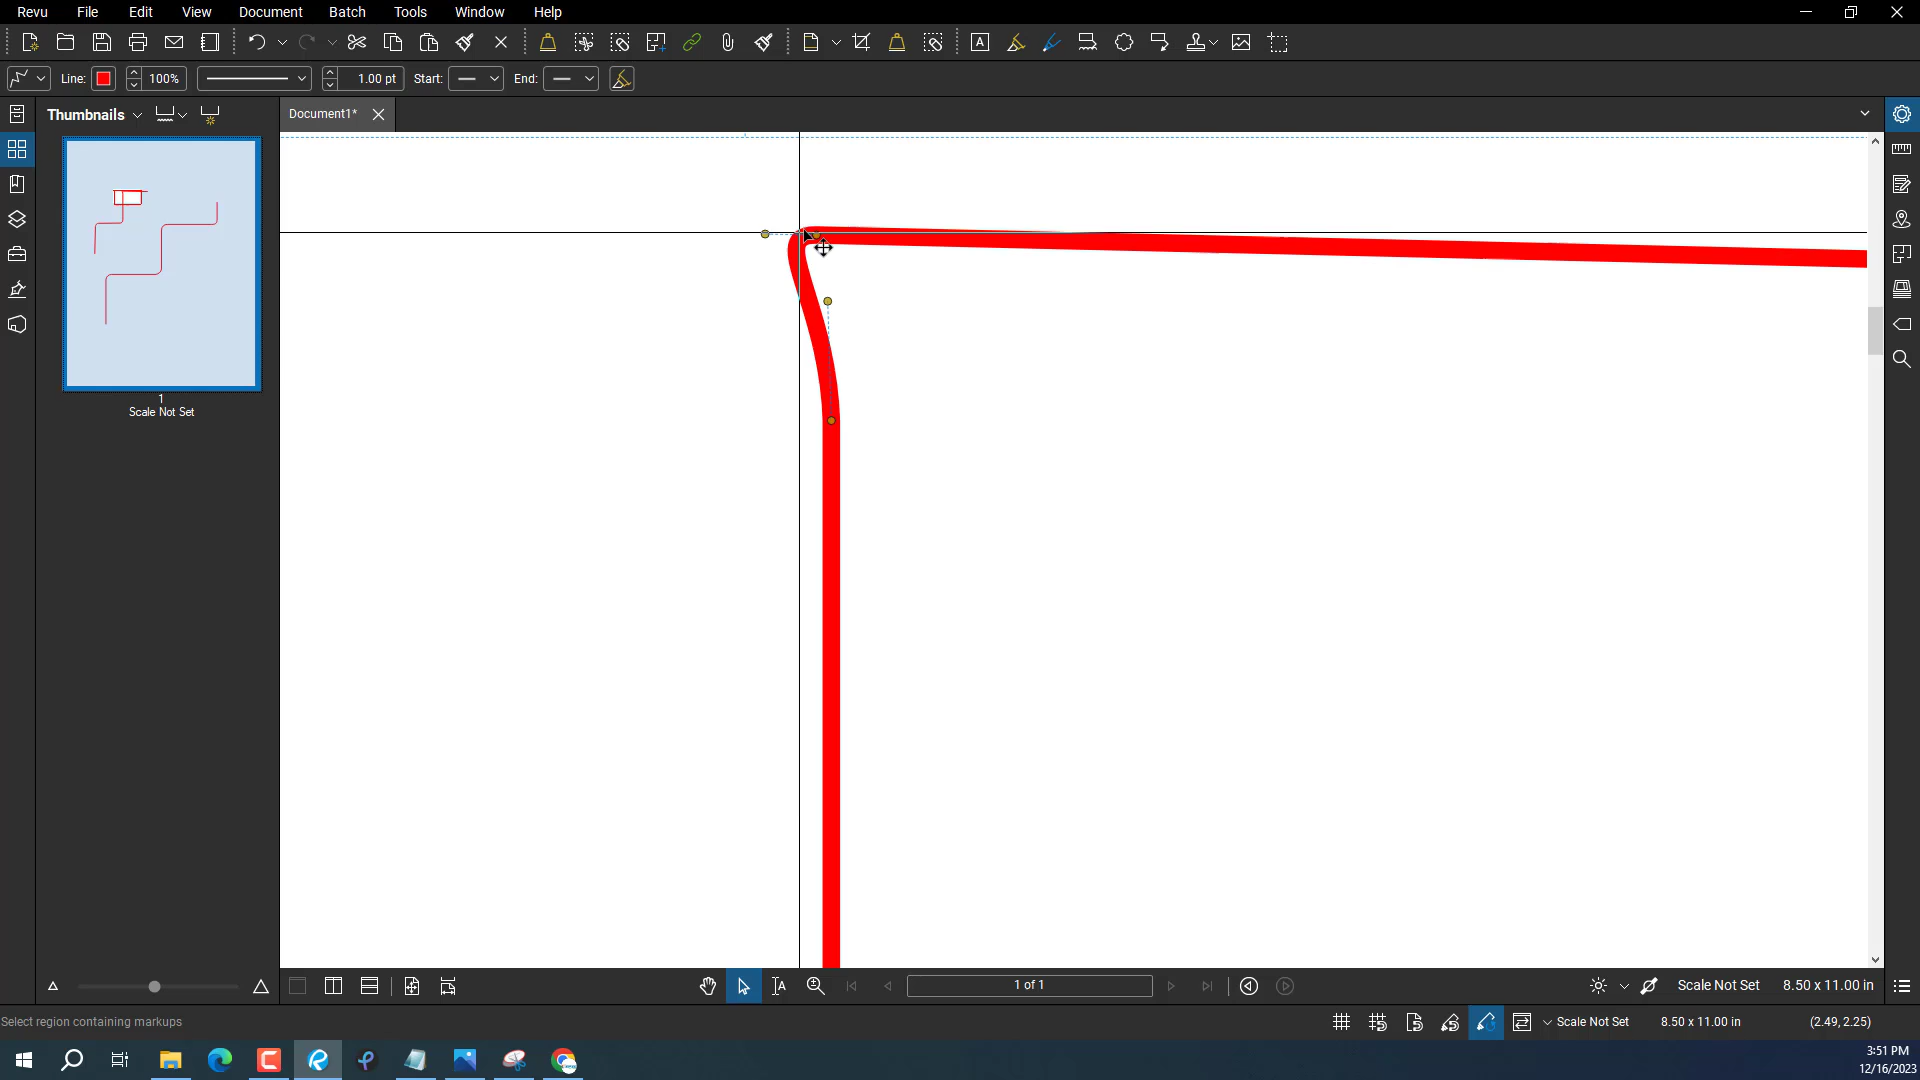 Revu File Edit View Document Batch Tools Window Help
Line: 100% 1.00 pt Start: End:
Thumbnails
Document1*
1
Scale Not Set
1 of 1
Scale Not Set 8.50 x 11.00 in
Select region containing markups
Scale Not Set 8.50 x 11.00 in (2.49, 2.25)
3:51 PM
12/16/2023